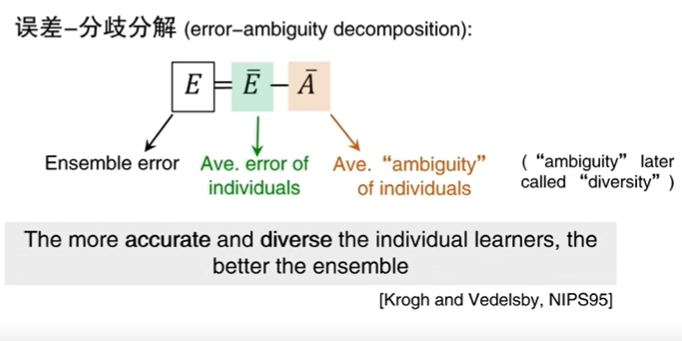 误差–分歧分解 (error–ambiguity decomposition):
E = Ē – Ā
Ensemble error Ave. error of individuals Ave. “ambiguity” of individuals ( “ambiguity” later called “diversity” )
The more accurate and diverse the individual learners, the
better the ensemble
[Krogh and Vedelsby, NIPS95]